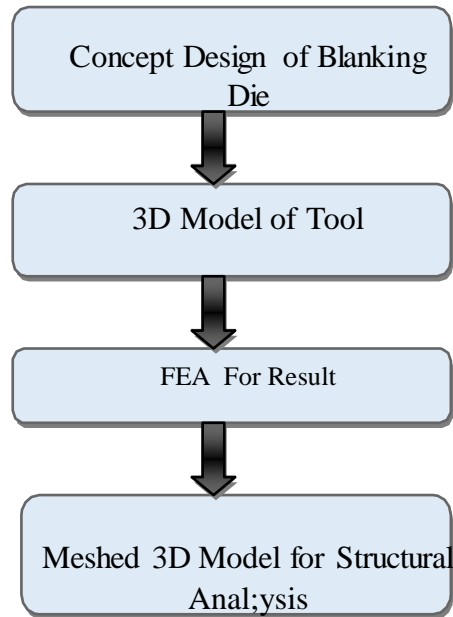 Concept Design of Blanking
Die
3D Model of Tool
FEA For Result
Meshed 3D Model for Structural
Anal;ysis